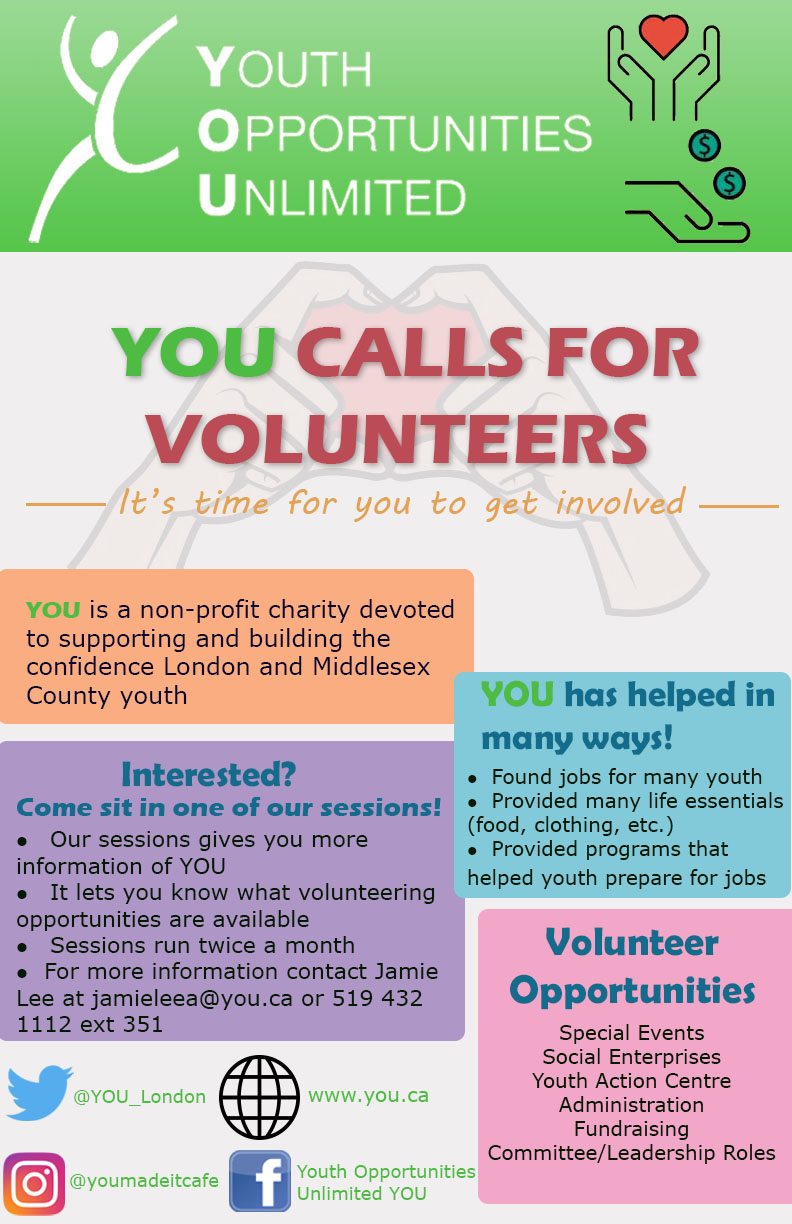 YOUTH
OPPORTUNITIES
UNLIMITED
$
$
YOU CALLS FOR
VOLUNTEERS
It's time for you to get involved
YOU is a non-profit charity devoted
to supporting and building the
confidence London and Middlesex
County youth
YOU has helped in
many ways!
● Found jobs for many youth
● Provided many life essentials
(food, clothing, etc.)
● Provided programs that
helped youth prepare for jobs
Interested?
Come sit in one of our sessions!
● Our sessions gives you more
information of YOU
● It lets you know what volunteering
opportunities are available
● Sessions run twice a month
● For more information contact Jamie
Lee at jamieleea@you.ca or 519 432
1112 ext 351
Volunteer
Opportunities
Special Events
Social Enterprises
Youth Action Centre
Administration
Fundraising
Committee/Leadership Roles
@YOU_London
www.you.ca
@youmadeitcafe
f
Youth Opportunities
Unlimited YOU